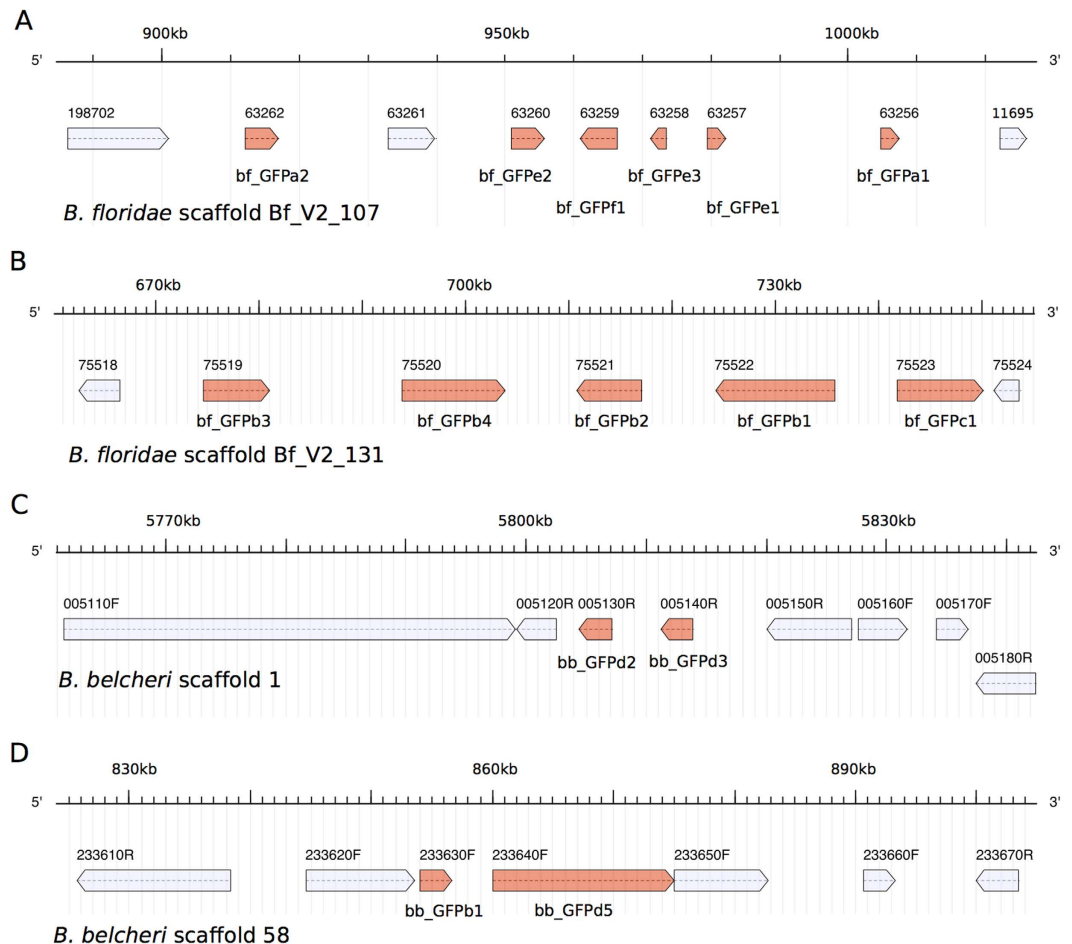 A
900kb 950kb 1000kb
5' 3'
198702 63262 63261 63260 63259 63258 63257 63256 11695
bf_GFPa2 bf_GFPe2 bf_GFPe3 bf_GFPa1
bf_GFPf1 bf_GFPe1
B. floridae scaffold Bf_V2_107
B
670kb 700kb 730kb
5' 3'
75518 75519 75520 75521 75522 75523 75524
bf_GFPb3 bf_GFPb4 bf_GFPb2 bf_GFPb1 bf_GFPc1
B. floridae scaffold Bf_V2_131
C
5770kb 5800kb 5830kb
5' 3'
005110F 005120R 005130R 005140R 005150R 005160F 005170F
005180R
bb_GFPd2 bb_GFPd3
B. belcheri scaffold 1
D
830kb 860kb 890kb
5' 3'
233610R 233620F 233630F 233640F 233650F 233660F 233670R
bb_GFPb1 bb_GFPd5
B. belcheri scaffold 58